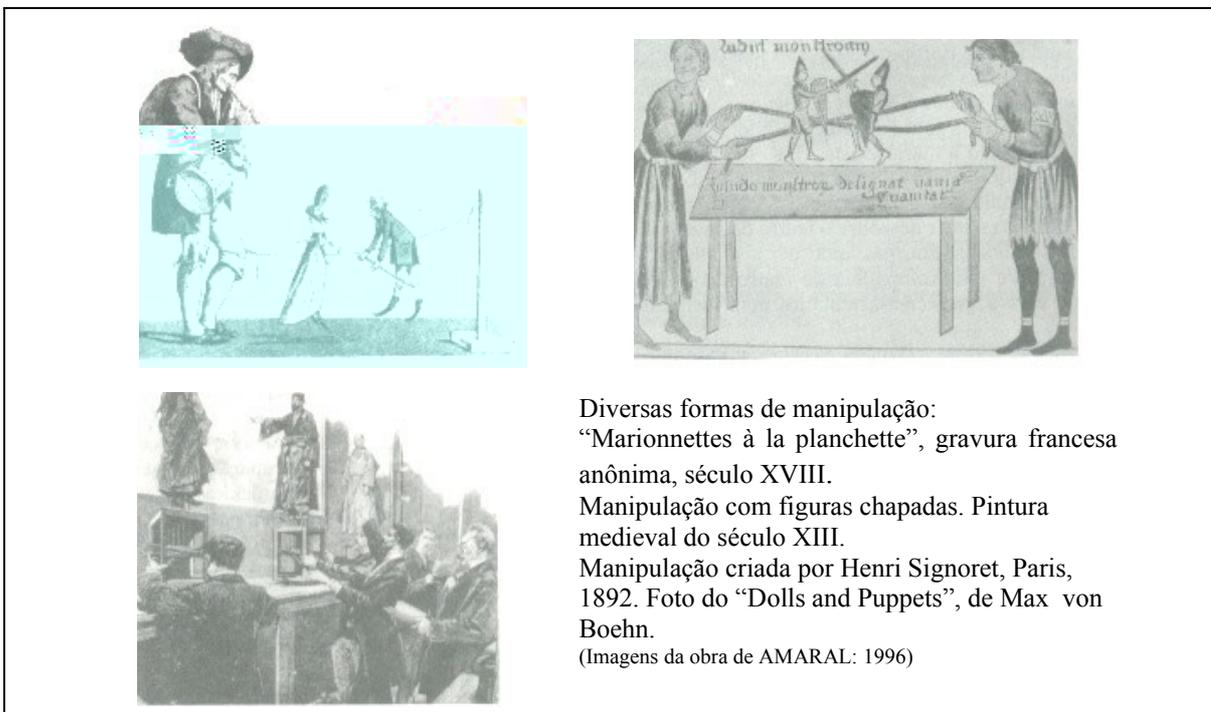 Diversas formas de manipulação:
“Marionnettes à la planchette”, gravura francesa
anônima, século XVIII.
Manipulação com figuras chapadas. Pintura
medieval do século XIII.
Manipulação criada por Henri Signoret, Paris,
1892. Foto do “Dolls and Puppets”, de Max von
Boehn.
(Imagens da obra de AMARAL: 1996)